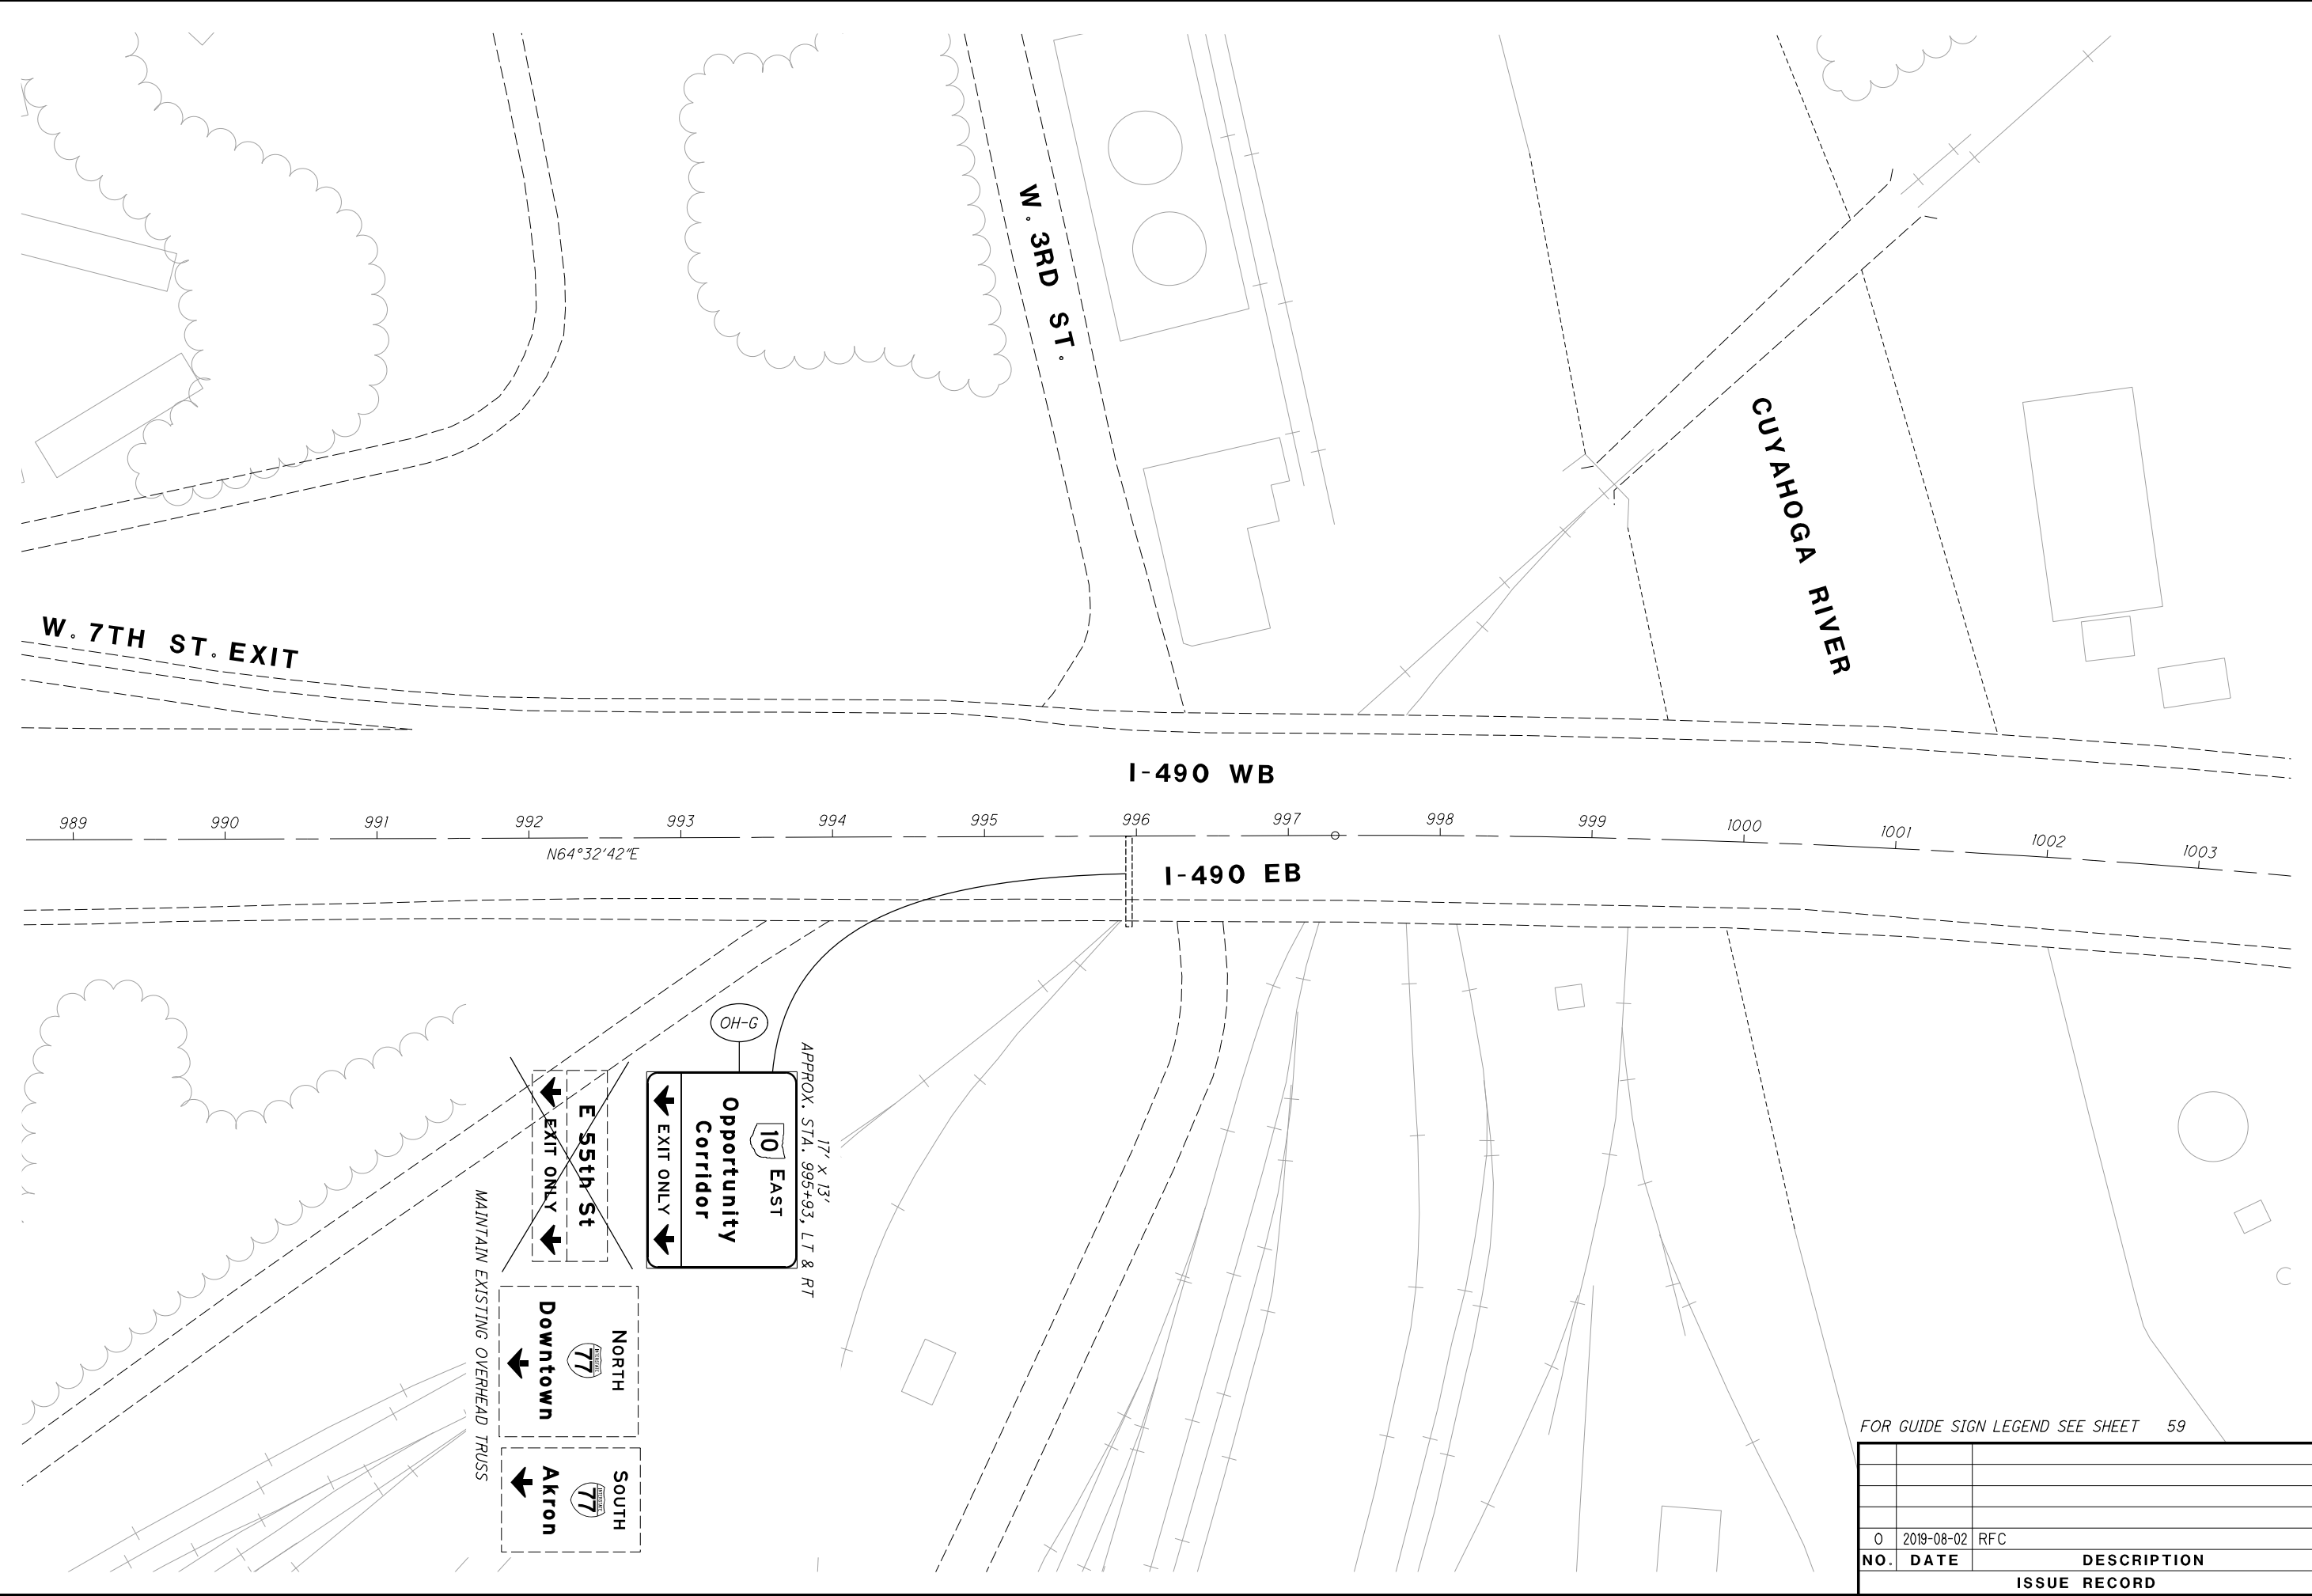 W. 3RD ST.
CUYAHOGA RIVER
W. 7TH ST. EXIT
I-490 WB
989 990 991 992 993 994 995 996 997 998 999 1000 1001 1002 1003
N64°32'42"E
I-490 EB
OH-G
17' x 13'
APPROX. STA. 995+93, LT & RT
10 EAST
Opportunity
Corridor
EXIT ONLY
E 55th St
EXIT ONLY
NORTH
INTERSTATE
77
Downtown
SOUTH
INTERSTATE
77
Akron
MAINTAIN EXISTING OVERHEAD TRUSS
FOR GUIDE SIGN LEGEND SEE SHEET 59
0 2019-08-02 RFC
NO. DATE DESCRIPTION
ISSUE RECORD